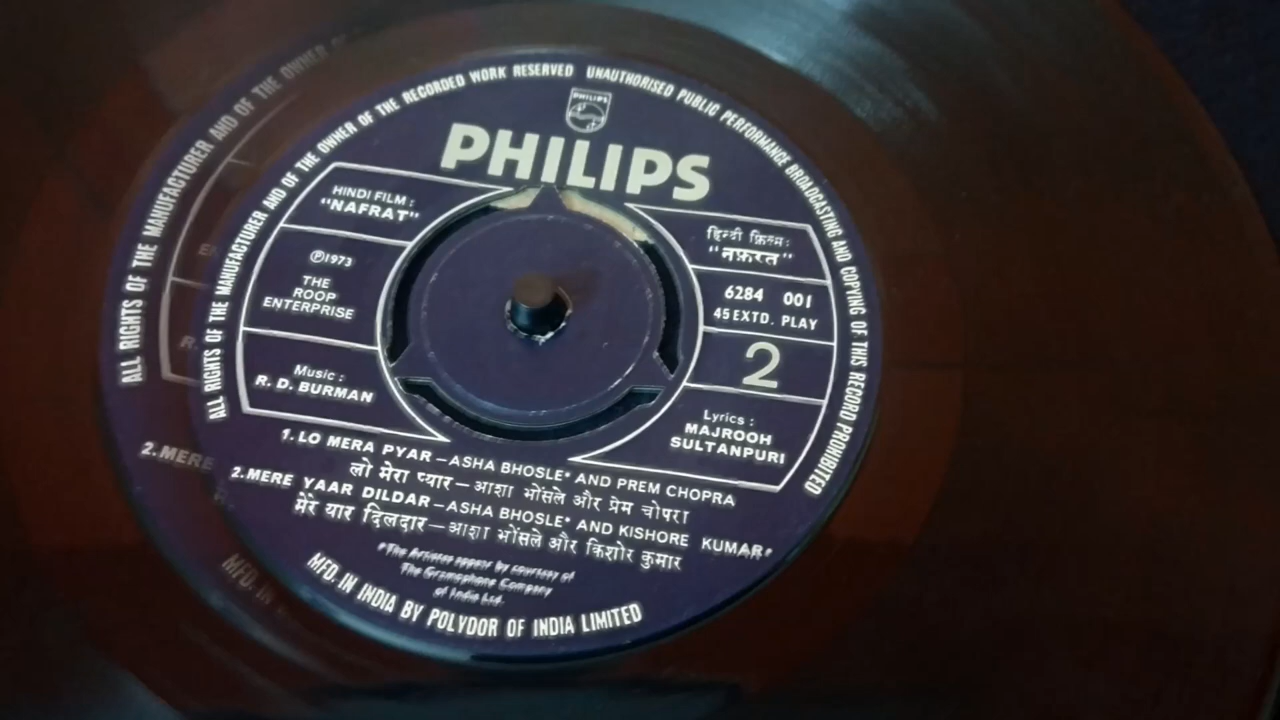 ALL RIGHTS OF THE MANUFACTURER AND OF THE OWNER OF THE RECORDED WORK RESERVED UNAUTHORISED PUBLIC PERFORMANCE BROADCASTING AND COPYING OF THIS RECORD PROHIBITED
PHILIPS
PHILIPS
HINDI FILM :
"NAFRAT"
℗1973
THE
ROOP
ENTERPRISE
Music :
R. D. BURMAN
हिन्दी फ़िल्म:
"नफ़रत"
6284 001
45 EXTD. PLAY
2
Lyrics :
MAJROOH
SULTANPURI
1. LO MERA PYAR – ASHA BHOSLE* AND PREM CHOPRA
लो मेरा प्यार – आशा भोंसले और प्रेम चोपरा
2. MERE YAAR DILDAR – ASHA BHOSLE* AND KISHORE KUMAR*
मेरे यार दिलदार – आशा भोंसले और किशोर कुमार
*The Artistes appear by courtesy of
The Gramophone Company
of India Ltd.
MFD. IN INDIA BY POLYDOR OF INDIA LIMITED
ALL RIGHTS OF THE MANUFACTURER AND OF THE OWNER
2. MERE
MFD. IN